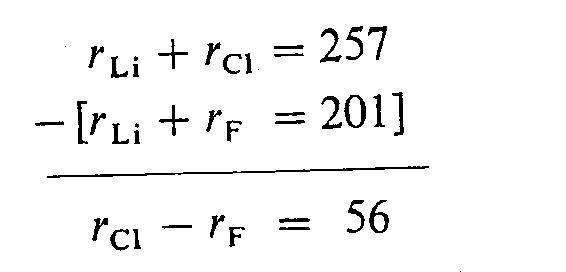 r_Li + r_Cl = 257
−[r_Li + r_F = 201]
r_Cl − r_F = 56